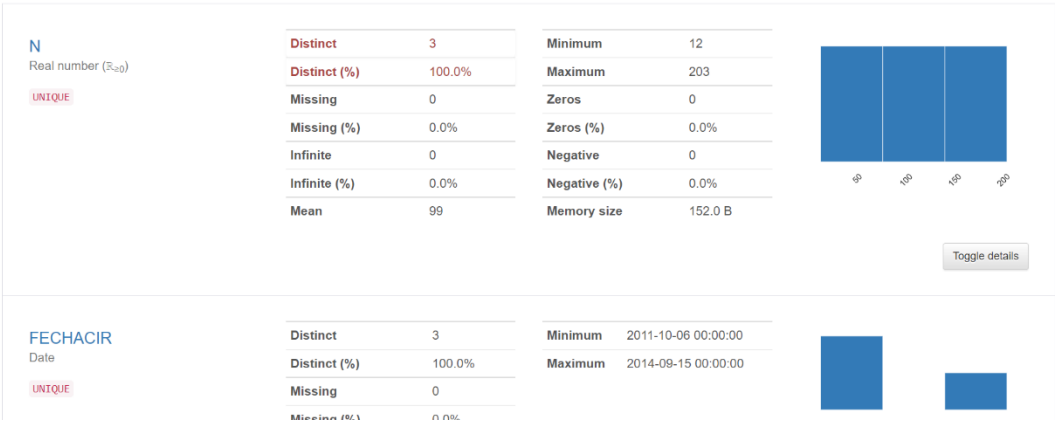 N
Real number (ℝ≥0)
UNIQUE
Distinct 3
Distinct (%) 100.0%
Missing 0
Missing (%) 0.0%
Infinite 0
Infinite (%) 0.0%
Mean 99
Minimum 12
Maximum 203
Zeros 0
Zeros (%) 0.0%
Negative 0
Negative (%) 0.0%
Memory size 152.0 B
50 100 150 200
Toggle details
FECHACIR
Date
UNIQUE
Distinct 3
Distinct (%) 100.0%
Missing 0
Missing (%) 0.0%
Minimum 2011-10-06 00:00:00
Maximum 2014-09-15 00:00:00